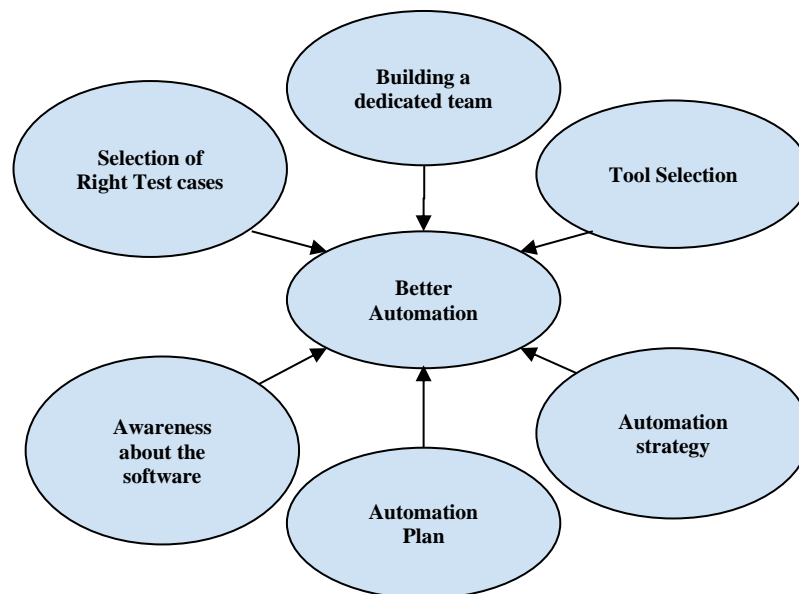 Building a
dedicated team
Selection of
Right Test cases
Tool Selection
Better
Automation
Awareness
about the
software
Automation
strategy
Automation
Plan